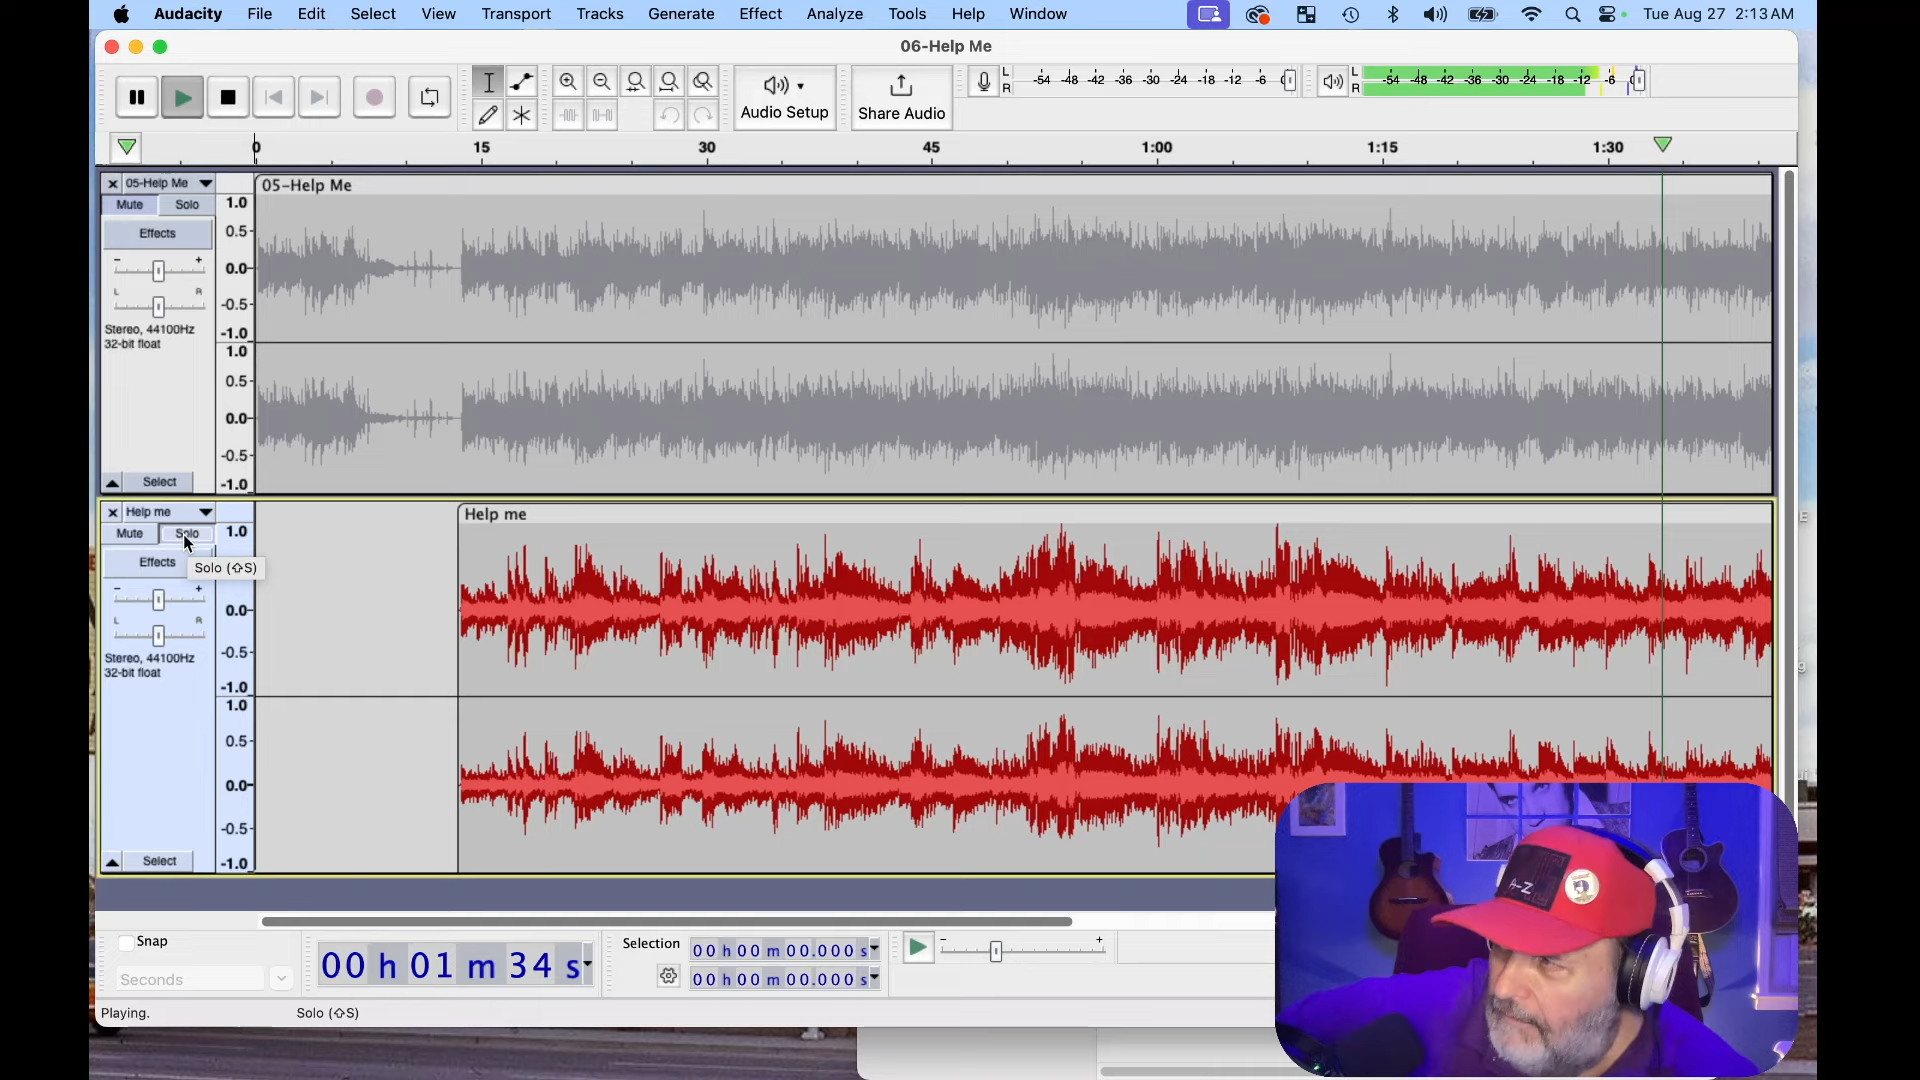 Audacity File Edit Select View Transport Tracks Generate Effect Analyze Tools Help Window Tue Aug 27 2:13 AM
06-Help Me
Audio Setup
Share Audio
L
R
-54 -48 -42 -36 -30 -24 -18 -12 -6 0
L
R
-54 -48 -42 -36 -30 -24 -18 -12 -6
0 15 30 45 1:00 1:15 1:30
05-Help Me
Mute Solo
Effects
- +
L R
Stereo, 44100Hz
32-bit float
Select
1.0
0.5-
0.0-
-0.5-
-1.0
1.0
0.5-
0.0-
-0.5-
-1.0
05-Help Me
Help me
Mute Solo
Effects
Solo (⇧S)
- +
L R
Stereo, 44100Hz
32-bit float
Select
1.0
0.0-
-0.5-
-1.0
1.0
0.5-
0.0-
-0.5-
-1.0
Help me
A-Z
Snap
Seconds
00 h 01 m 34 s
Selection
00 h 00 m 00.000 s
00 h 00 m 00.000 s
- +
Playing.
Solo (⇧S)